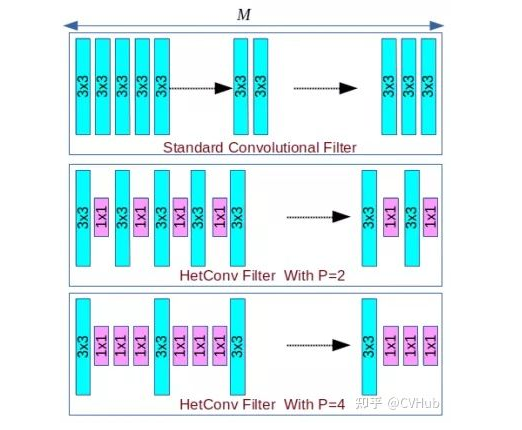 M
3x3 3x3 3x3 3x3 3x3 3x3 3x3 3x3 3x3 3x3
Standard Convolutional Filter
3x3 1x1 3x3 1x1 3x3 1x1 3x3 1x1 3x3 3x3 1x1 3x3 1x1
HetConv Filter With P=2
3x3 1x1 1x1 1x1 3x3 1x1 1x1 1x1 3x3 3x3 1x1 1x1 1x1
HetConv Filter With P=4
知乎 @CVHub